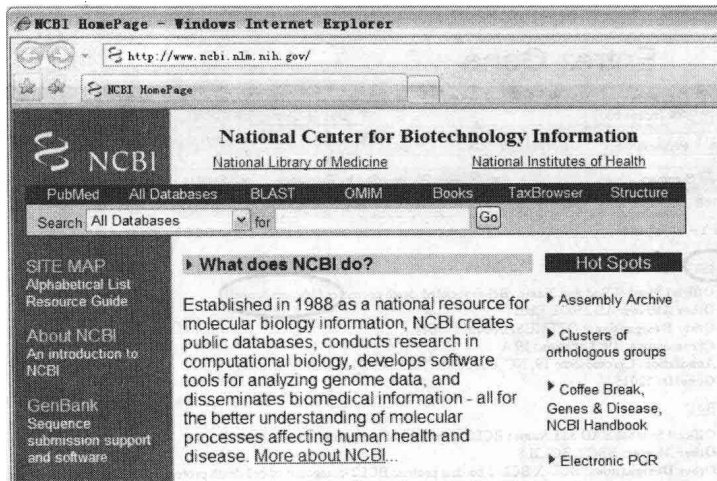 NCBI HomePage - Windows Internet Explorer
http://www.ncbi.nlm.nih.gov/
NCBI HomePage
NCBI
National Center for Biotechnology Information
National Library of Medicine National Institutes of Health
PubMed All Databases BLAST OMIM Books TaxBrowser Structure
Search All Databases for Go
SITE MAP
Alphabetical List
Resource Guide
About NCBI
An introduction to
NCBI
GenBank
Sequence
submission support
and software
What does NCBI do?
Established in 1988 as a national resource for
molecular biology information, NCBI creates
public databases, conducts research in
computational biology, develops software
tools for analyzing genome data, and
disseminates biomedical information - all for
the better understanding of molecular
processes affecting human health and
disease. More about NCBI...
Hot Spots
Assembly Archive
Clusters of
orthologous groups
Coffee Break,
Genes & Disease,
NCBI Handbook
Electronic PCR